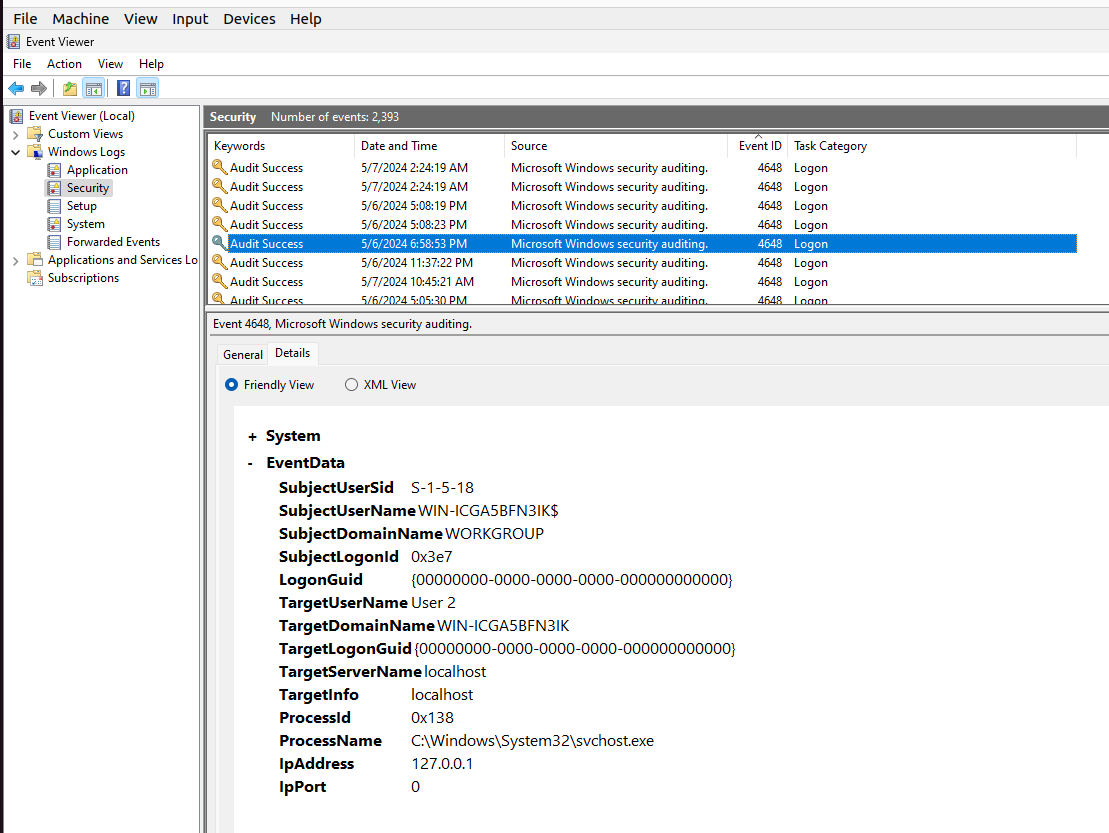 File Machine View Input Devices Help
Event Viewer
File Action View Help
Event Viewer (Local)
Custom Views
Windows Logs
Application
Security
Setup
System
Forwarded Events
Applications and Services Lo
Subscriptions
Security Number of events: 2,393
Keywords Date and Time Source Event ID Task Category
Audit Success 5/7/2024 2:24:19 AM Microsoft Windows security auditing. 4648 Logon
Audit Success 5/7/2024 2:24:19 AM Microsoft Windows security auditing. 4648 Logon
Audit Success 5/6/2024 5:08:19 PM Microsoft Windows security auditing. 4648 Logon
Audit Success 5/6/2024 5:08:23 PM Microsoft Windows security auditing. 4648 Logon
Audit Success 5/6/2024 6:58:53 PM Microsoft Windows security auditing. 4648 Logon
Audit Success 5/6/2024 11:37:22 PM Microsoft Windows security auditing. 4648 Logon
Audit Success 5/7/2024 10:45:21 AM Microsoft Windows security auditing. 4648 Logon
Audit Success 5/6/2024 5:05:30 PM Microsoft Windows security auditing. 4648 Logon
Event 4648, Microsoft Windows security auditing.
General Details
Friendly View XML View
+ System
- EventData
SubjectUserSid S-1-5-18
SubjectUserName WIN-ICGA5BFN3IK$
SubjectDomainName WORKGROUP
SubjectLogonId 0x3e7
LogonGuid {00000000-0000-0000-0000-000000000000}
TargetUserName User 2
TargetDomainName WIN-ICGA5BFN3IK
TargetLogonGuid {00000000-0000-0000-0000-000000000000}
TargetServerName localhost
TargetInfo localhost
ProcessId 0x138
ProcessName C:\Windows\System32\svchost.exe
IpAddress 127.0.0.1
IpPort 0